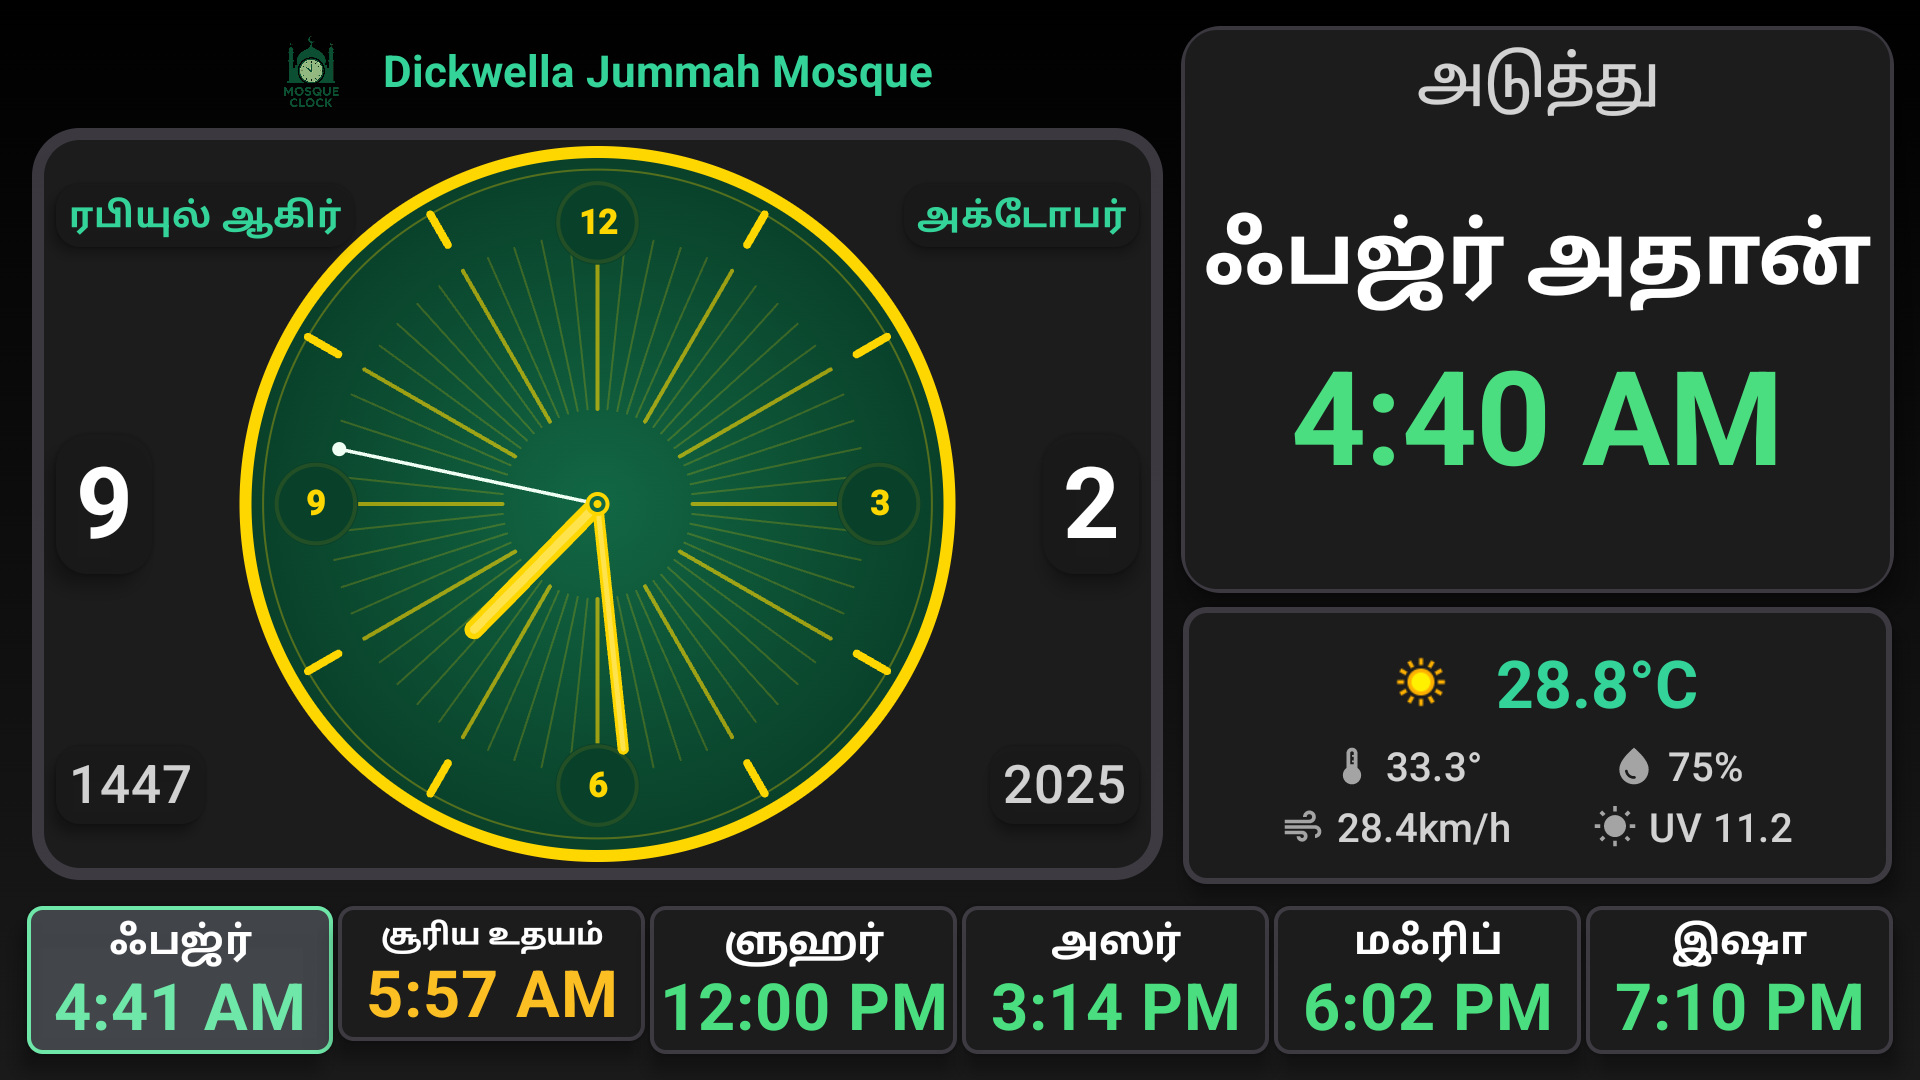 MOSQUE
CLOCK
Dickwella Jummah Mosque
ரபியுல் ஆகிர்
9
1447
12
3
6
9
அக்டோபர்
2
2025
அடுத்து
ஃபஜ்ர் அதான்
4:40 AM
28.8°C
33.3°
75%
28.4km/h
UV 11.2
ஃபஜ்ர்
4:41 AM
சூரிய உதயம்
5:57 AM
ளுஹர்
12:00 PM
அஸர்
3:14 PM
மஃரிப்
6:02 PM
இஷா
7:10 PM